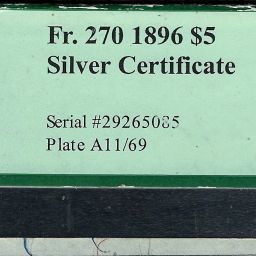 Fr. 270 1896 $5
Silver Certificate
Serial #29265085
Plate A11/69